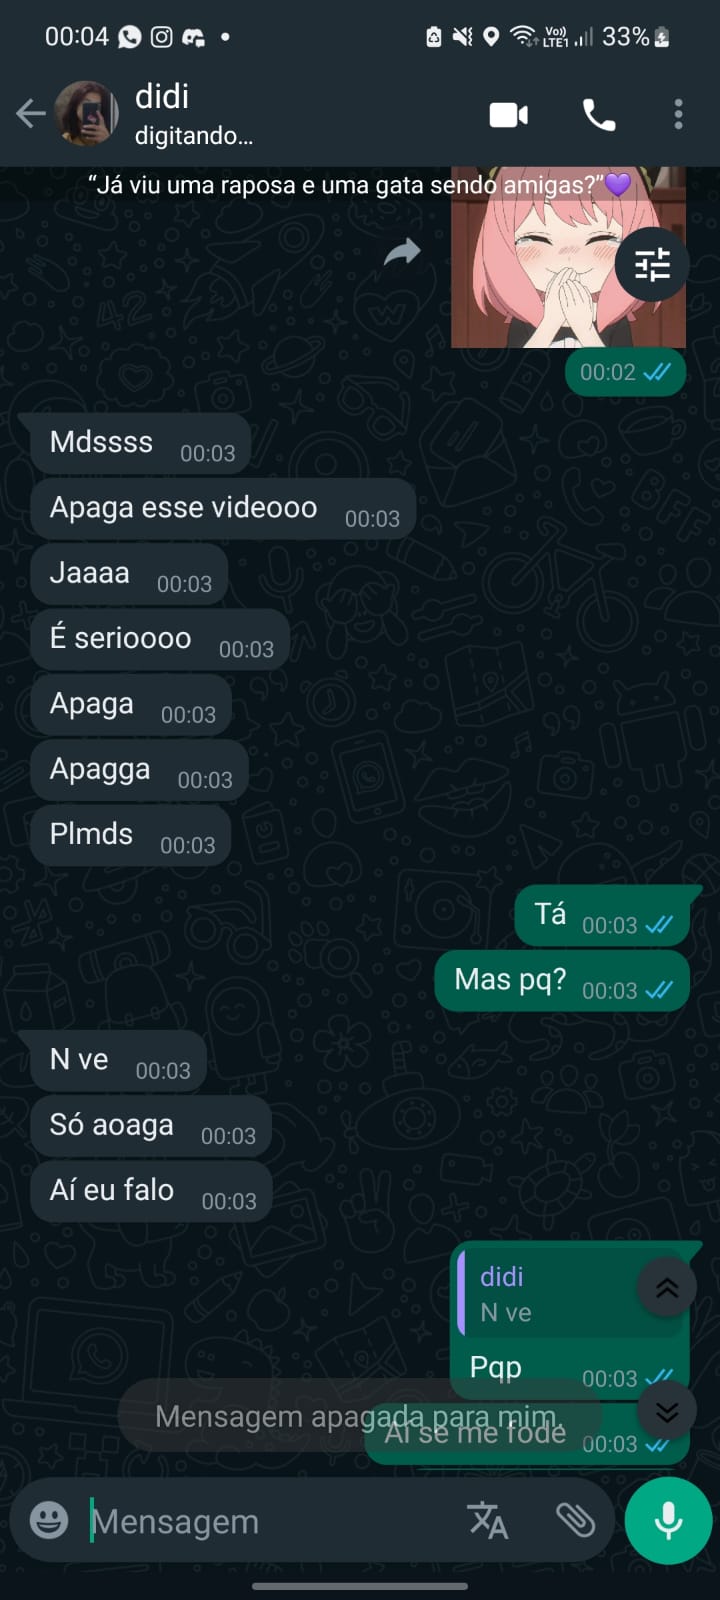 00:04
Vo))
LTE1
33%
didi
digitando...
“Já viu uma raposa e uma gata sendo amigas?”💜
00:02
Mdssss 00:03
Apaga esse videooo 00:03
Jaaaa 00:03
É serioooo 00:03
Apaga 00:03
Apagga 00:03
Plmds 00:03
Tá 00:03
Mas pq? 00:03
N ve 00:03
Só aoaga 00:03
Aí eu falo 00:03
didi
N ve
Pqp 00:03
Mensagem apagada para mim.
Aí se me fode 00:03
Mensagem